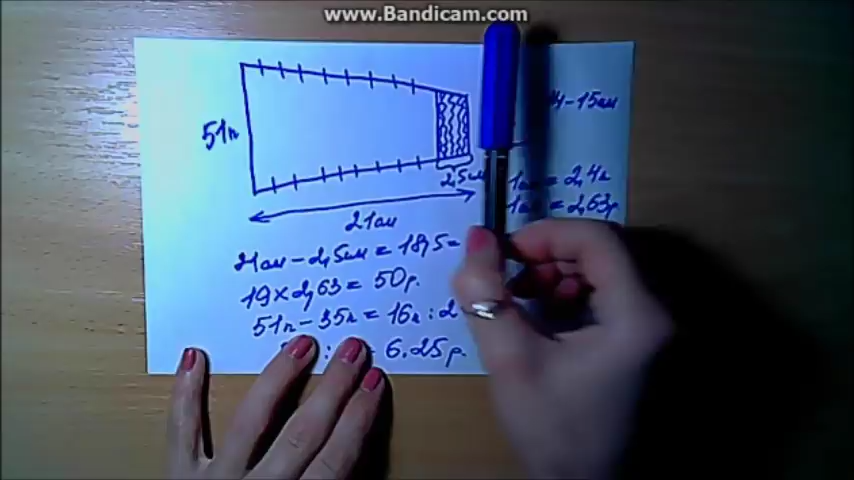 www.Bandicam.com
51п
2,5см
21см
4-15см
1см = 2,4п
1см = 2,63р
21см - 2,5см = 18,5 =
19 × 2,63 = 50р.
51п - 35п = 16п : 2
: = 6.25р.